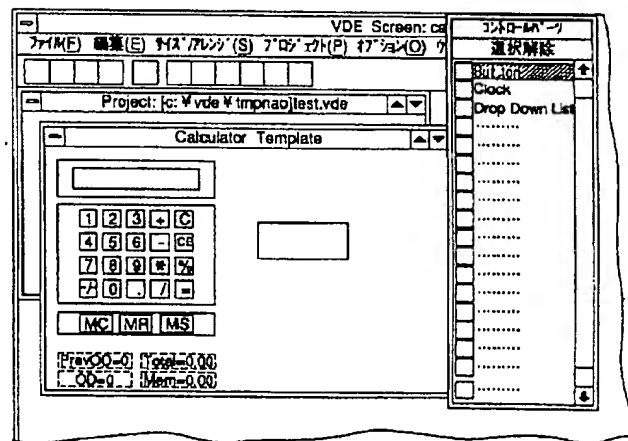 VDE Screen: ca
ファイル(F) 編集(E) サイズ/アレンジ(S) プロジェクト(P) オプション(O) ウ
Project: [c:￥vde￥tmpnao]test.vde
Calculator Template
1 2 3 + C
4 5 6 - CE
7 8 9 * %
-/+ 0 . / =
MC MR MS
PrevOD=0 Total=0.00
OD=0 Mem=0.00
コントロールパーツ
選択解除
Button
Clock
Drop Down List